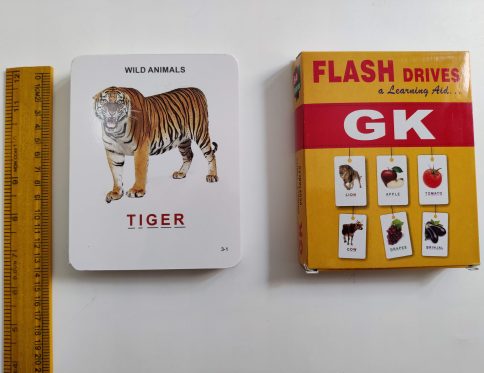 WILD ANIMALS
TIGER
3-1
FLASH DRIVES
a Learning Aid...
GK
LION
APPLE
TOMATO
COW
GRAPES
BRINJAL